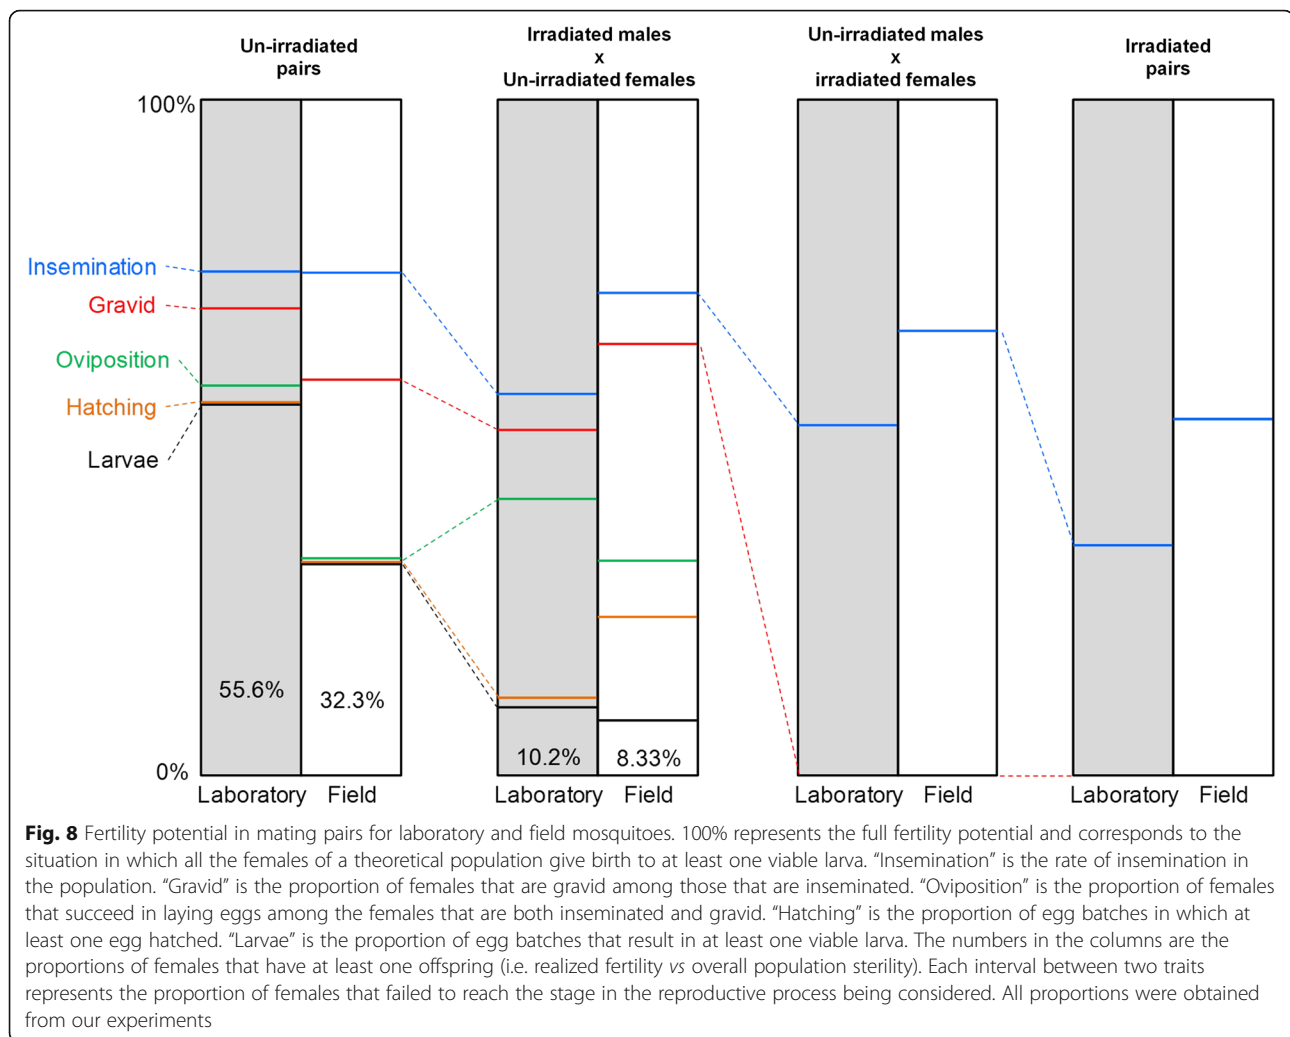 Un-irradiated
pairs
Irradiated males
x
Un-irradiated females
Un-irradiated males
x
irradiated females
Irradiated
pairs
100%
Insemination
Gravid
Oviposition
Hatching
Larvae
55.6%
32.3%
10.2%
8.33%
0%
Laboratory Field
Laboratory Field
Laboratory Field
Laboratory Field
Fig. 8 Fertility potential in mating pairs for laboratory and field mosquitoes. 100% represents the full fertility potential and corresponds to the
situation in which all the females of a theoretical population give birth to at least one viable larva. “Insemination” is the rate of insemination in
the population. “Gravid” is the proportion of females that are gravid among those that are inseminated. “Oviposition” is the proportion of females
that succeed in laying eggs among the females that are both inseminated and gravid. “Hatching” is the proportion of egg batches in which at
least one egg hatched. “Larvae” is the proportion of egg batches that result in at least one viable larva. The numbers in the columns are the
proportions of females that have at least one offspring (i.e. realized fertility vs overall population sterility). Each interval between two traits
represents the proportion of females that failed to reach the stage in the reproductive process being considered. All proportions were obtained
from our experiments